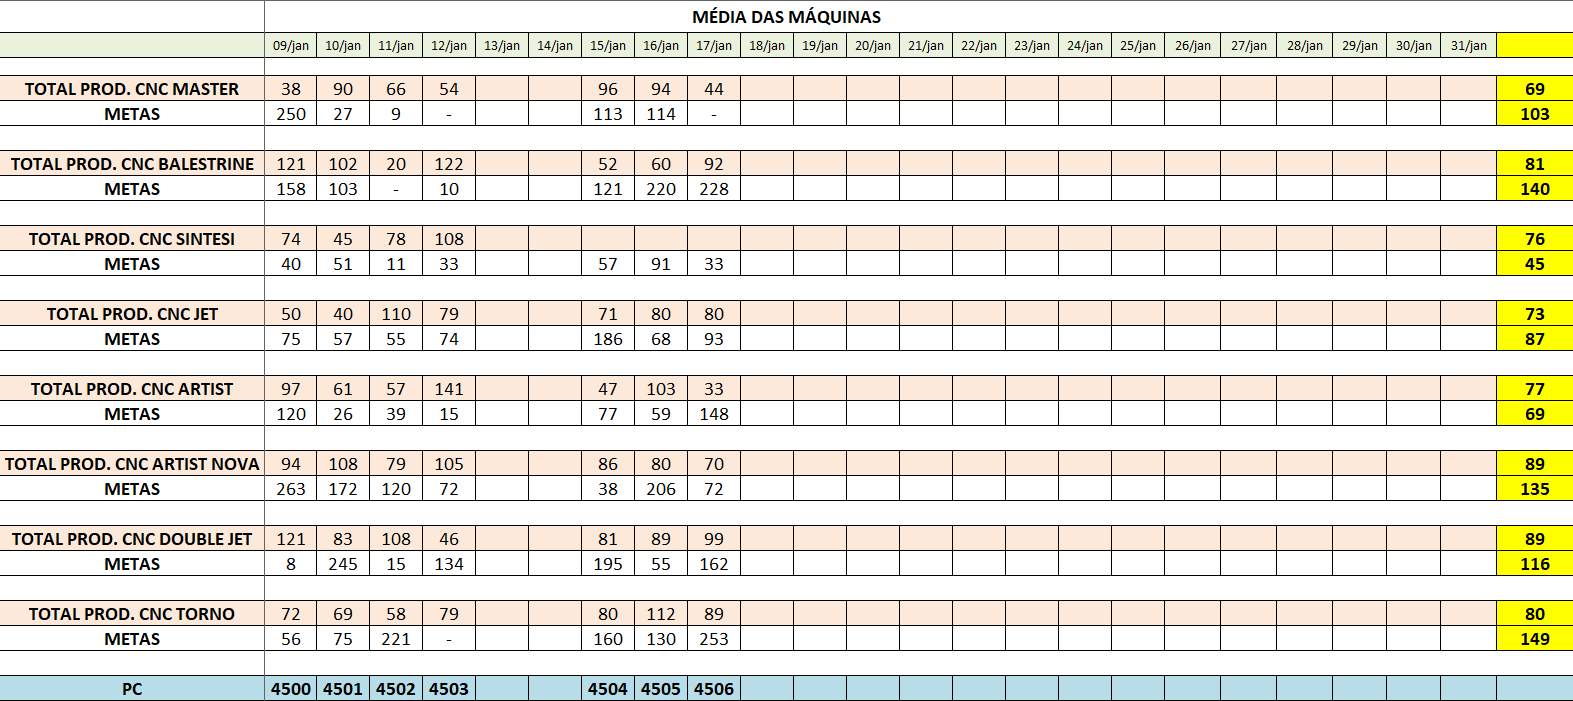 MÉDIA DAS MÁQUINAS
09/jan 10/jan 11/jan 12/jan 13/jan 14/jan 15/jan 16/jan 17/jan 18/jan 19/jan 20/jan 21/jan 22/jan 23/jan 24/jan 25/jan 26/jan 27/jan 28/jan 29/jan 30/jan 31/jan
TOTAL PROD. CNC MASTER 38 90 66 54 96 94 44 69
METAS 250 27 9 - 113 114 - 103
TOTAL PROD. CNC BALESTRINE 121 102 20 122 52 60 92 81
METAS 158 103 - 10 121 220 228 140
TOTAL PROD. CNC SINTESI 74 45 78 108 76
METAS 40 51 11 33 57 91 33 45
TOTAL PROD. CNC JET 50 40 110 79 71 80 80 73
METAS 75 57 55 74 186 68 93 87
TOTAL PROD. CNC ARTIST 97 61 57 141 47 103 33 77
METAS 120 26 39 15 77 59 148 69
TOTAL PROD. CNC ARTIST NOVA 94 108 79 105 86 80 70 89
METAS 263 172 120 72 38 206 72 135
TOTAL PROD. CNC DOUBLE JET 121 83 108 46 81 89 99 89
METAS 8 245 15 134 195 55 162 116
TOTAL PROD. CNC TORNO 72 69 58 79 80 112 89 80
METAS 56 75 221 - 160 130 253 149
PC 4500 4501 4502 4503 4504 4505 4506